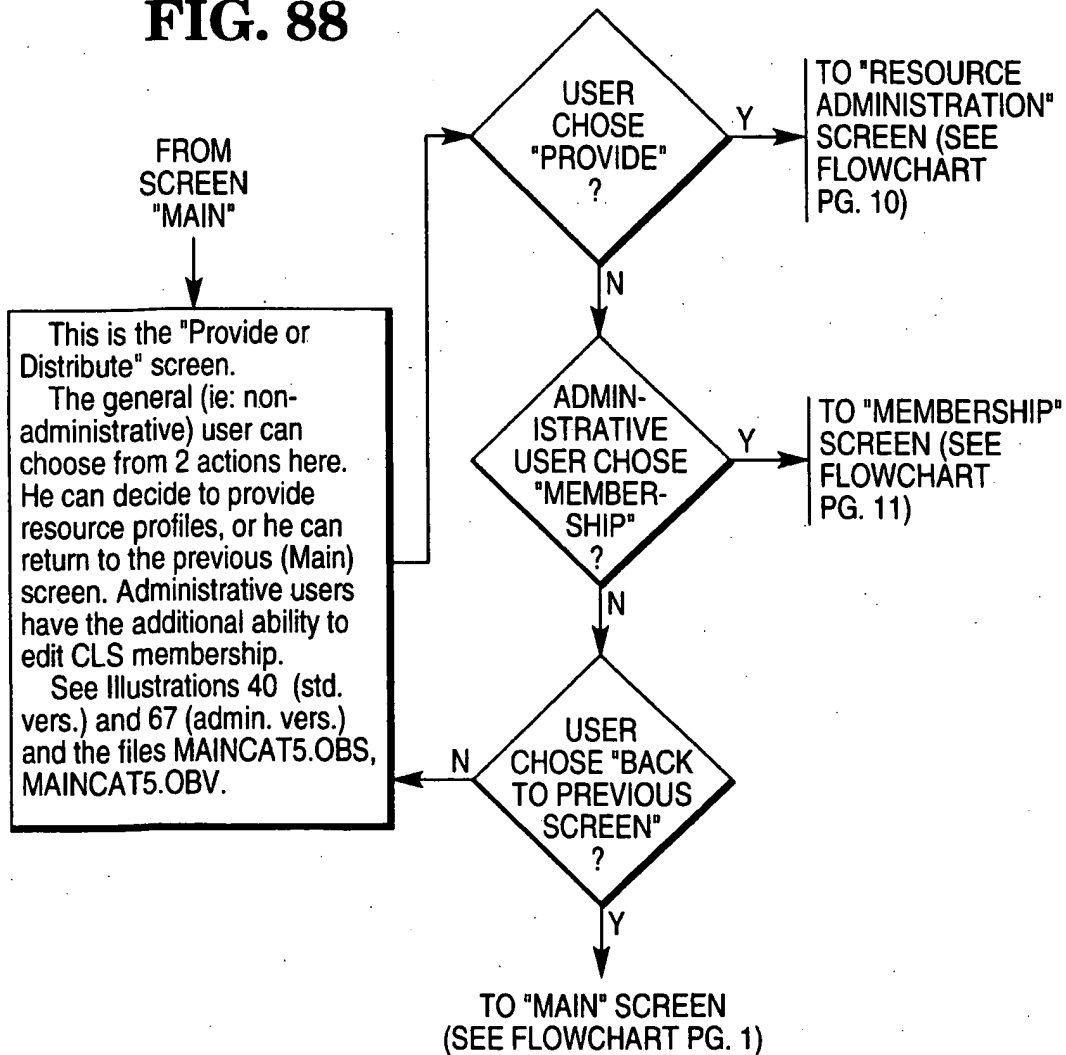 FIG. 88
FROM
SCREEN
"MAIN"
This is the "Provide or
Distribute" screen.
The general (ie: non-
administrative) user can
choose from 2 actions here.
He can decide to provide
resource profiles, or he can
return to the previous (Main)
screen. Administrative users
have the additional ability to
edit CLS membership.
See Illustrations 40 (std.
vers.) and 67 (admin. vers.)
and the files MAINCAT5.OBS,
MAINCAT5.OBV.
USER
CHOSE
"PROVIDE"
?
Y
TO "RESOURCE
ADMINISTRATION"
SCREEN (SEE
FLOWCHART
PG. 10)
N
ADMIN-
ISTRATIVE
USER CHOSE
"MEMBER-
SHIP"
?
Y
TO "MEMBERSHIP"
SCREEN (SEE
FLOWCHART
PG. 11)
N
USER
CHOSE "BACK
TO PREVIOUS
SCREEN"
?
N
Y
TO "MAIN" SCREEN
(SEE FLOWCHART PG. 1)